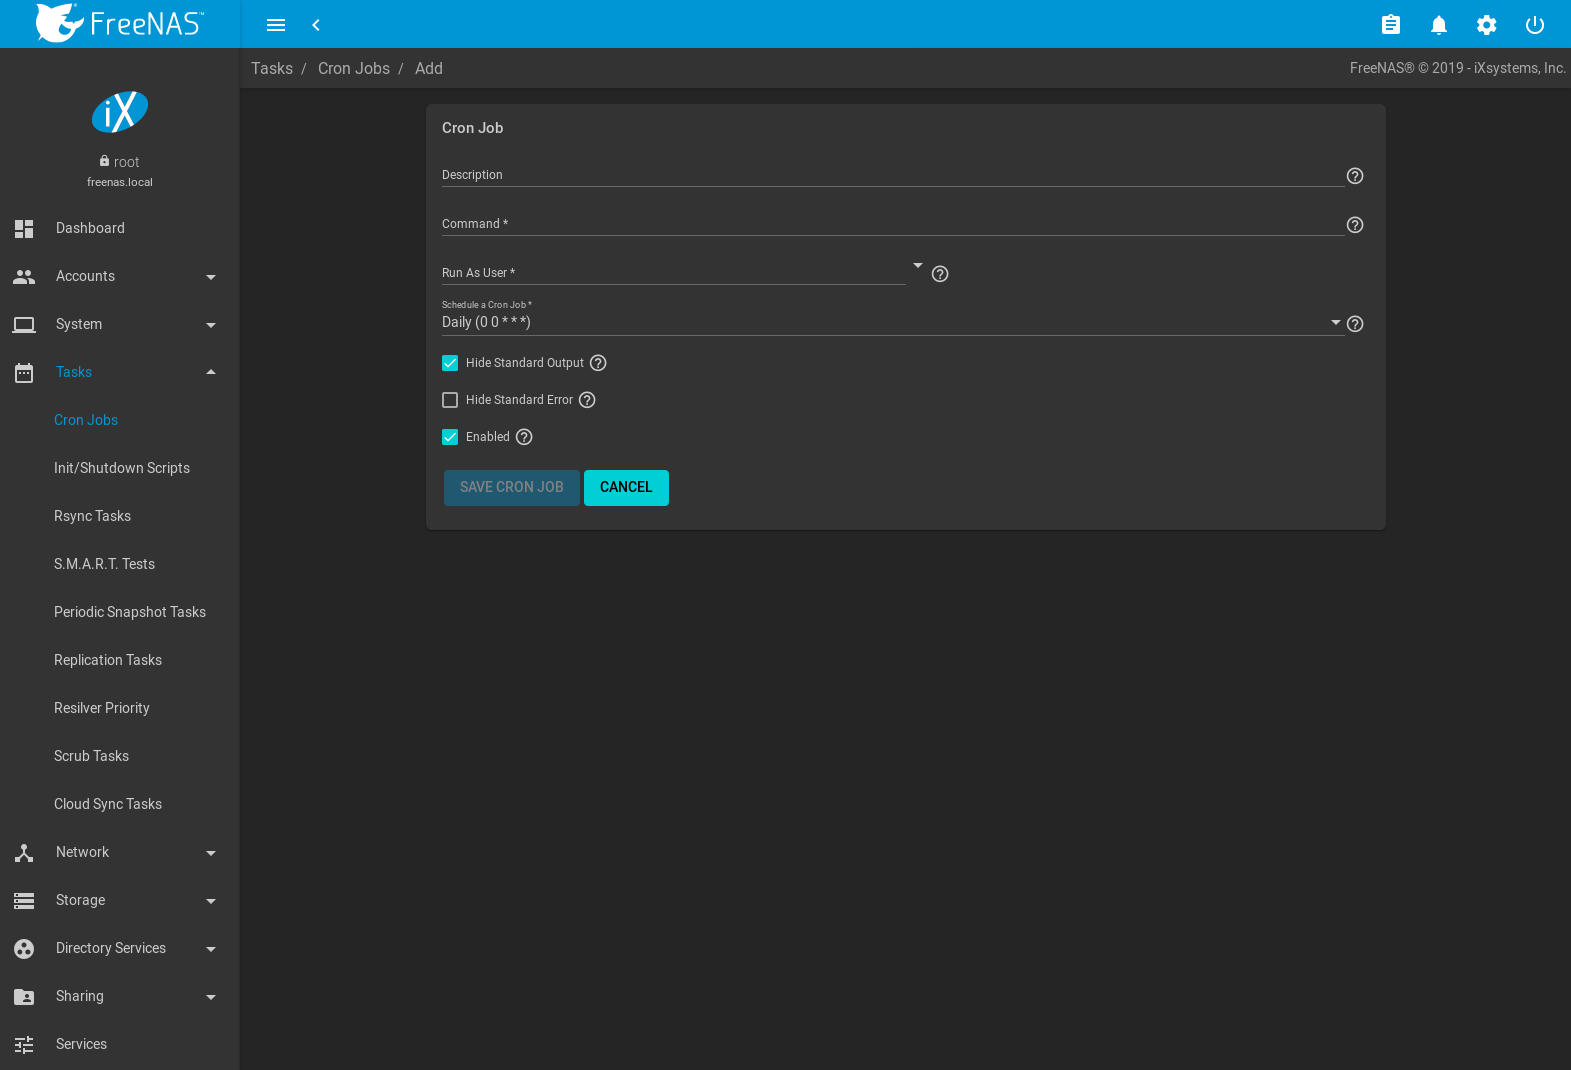 FreeNAS™
Tasks / Cron Jobs / Add
FreeNAS® © 2019 - iXsystems, Inc.
iX
root
freenas.local
Dashboard
Accounts
System
Tasks
Cron Jobs
Init/Shutdown Scripts
Rsync Tasks
S.M.A.R.T. Tests
Periodic Snapshot Tasks
Replication Tasks
Resilver Priority
Scrub Tasks
Cloud Sync Tasks
Network
Storage
Directory Services
Sharing
Services
Cron Job
Description
Command *
Run As User *
Schedule a Cron Job *
Daily (0 0 * * *)
Hide Standard Output
Hide Standard Error
Enabled
SAVE CRON JOB CANCEL